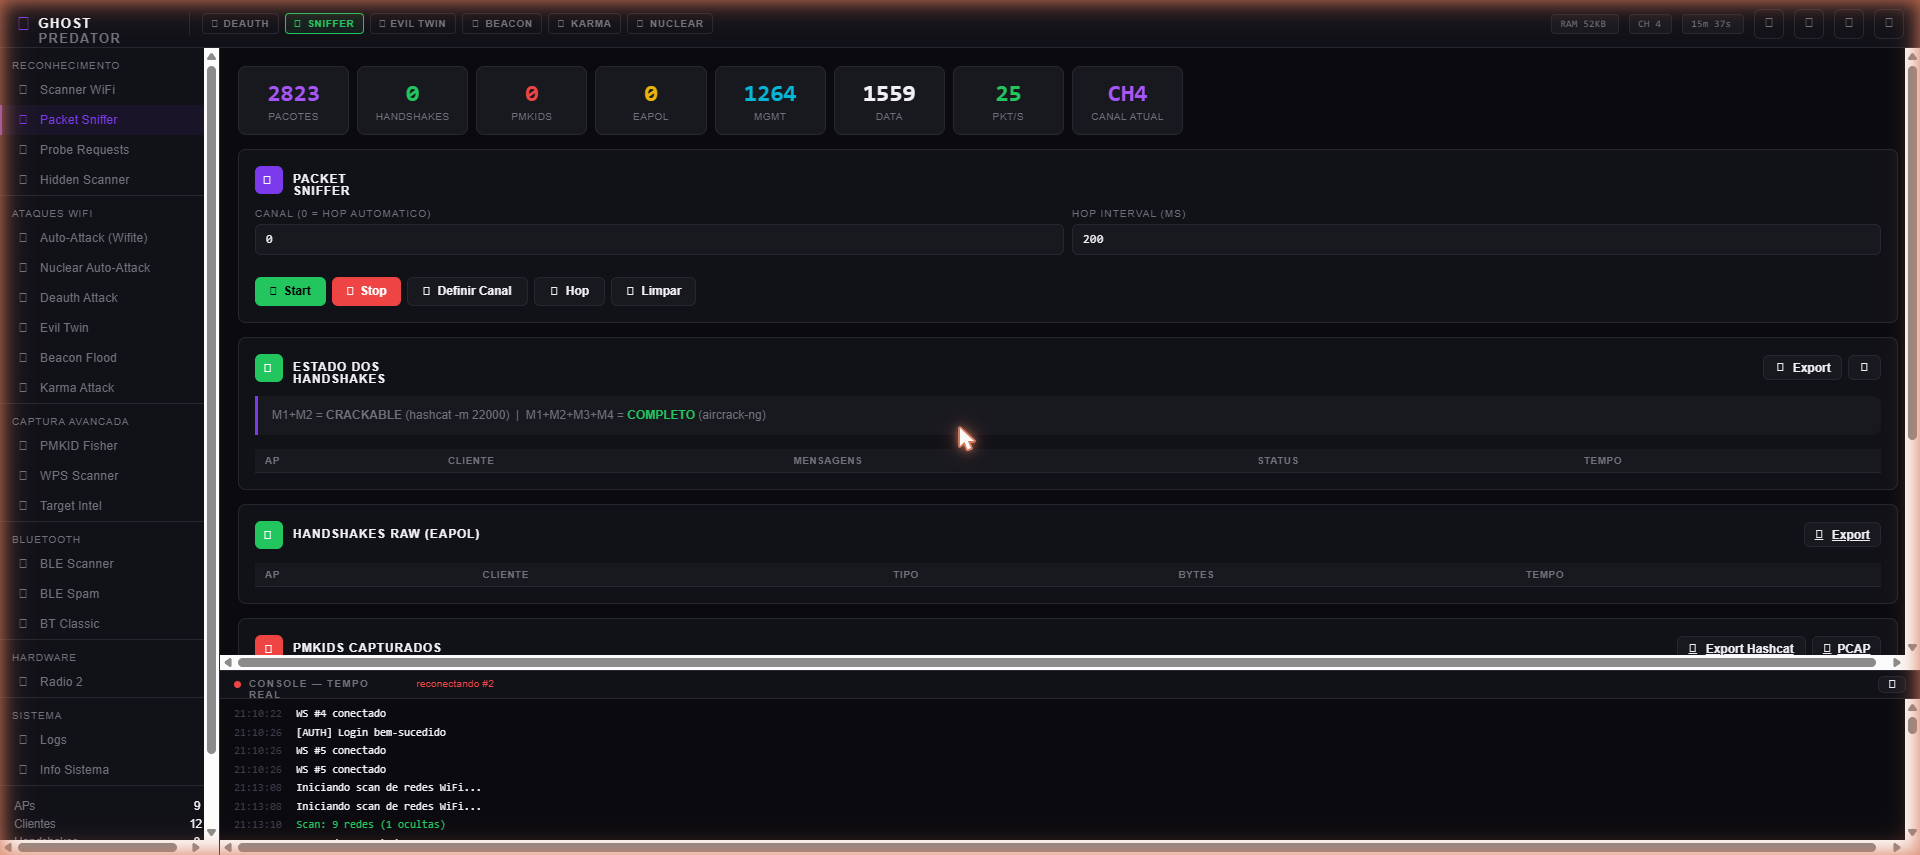 GHOST
PREDATOR
DEAUTH
SNIFFER
EVIL TWIN
BEACON
KARMA
NUCLEAR
RAM 52KB
CH 4
15m 37s
RECONHECIMENTO
Scanner WiFi
Packet Sniffer
Probe Requests
Hidden Scanner
ATAQUES WIFI
Auto-Attack (Wifite)
Nuclear Auto-Attack
Deauth Attack
Evil Twin
Beacon Flood
Karma Attack
CAPTURA AVANCADA
PMKID Fisher
WPS Scanner
Target Intel
BLUETOOTH
BLE Scanner
BLE Spam
BT Classic
HARDWARE
Radio 2
SISTEMA
Logs
Info Sistema
APs 9
Clientes 12
2823
PACOTES
0
HANDSHAKES
0
PMKIDS
0
EAPOL
1264
MGMT
1559
DATA
25
PKT/S
CH4
CANAL ATUAL
PACKET
SNIFFER
CANAL (0 = HOP AUTOMATICO)
0
HOP INTERVAL (MS)
200
Start
Stop
Definir Canal
Hop
Limpar
ESTADO DOS
HANDSHAKES
Export
M1+M2 = CRACKABLE (hashcat -m 22000) | M1+M2+M3+M4 = COMPLETO (aircrack-ng)
AP CLIENTE MENSAGENS STATUS TEMPO
HANDSHAKES RAW (EAPOL)
Export
AP CLIENTE TIPO BYTES TEMPO
PMKIDS CAPTURADOS
Export Hashcat
PCAP
CONSOLE — TEMPO
REAL
reconectando #2
21:10:22 WS #4 conectado
21:10:26 [AUTH] Login bem-sucedido
21:10:26 WS #5 conectado
21:10:26 WS #5 conectado
21:13:08 Iniciando scan de redes WiFi...
21:13:08 Iniciando scan de redes WiFi...
21:13:10 Scan: 9 redes (1 ocultas)